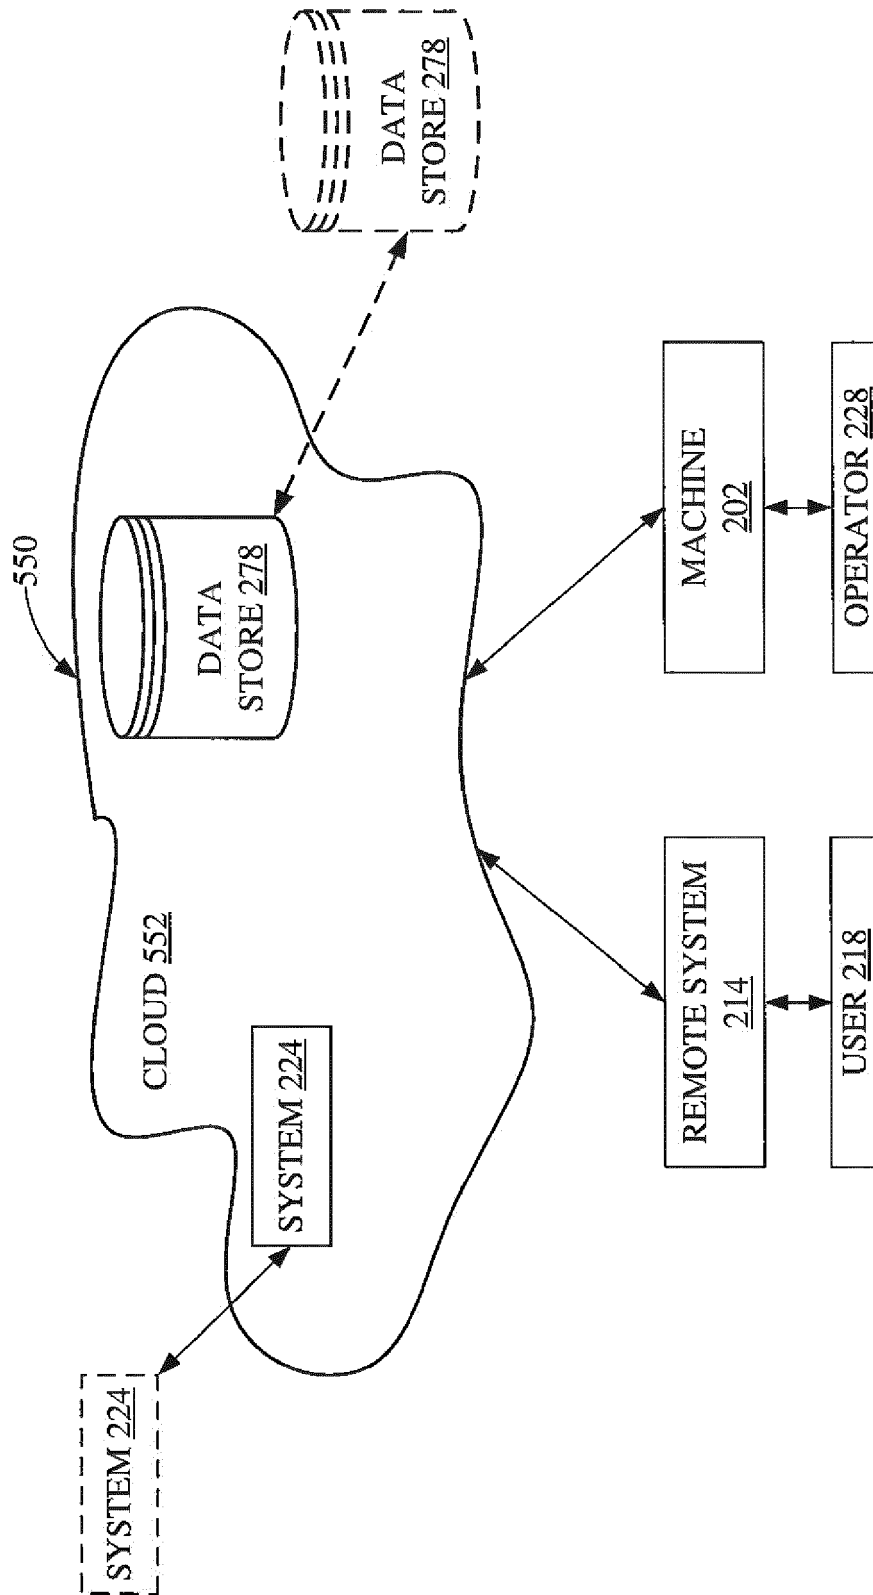 550
SYSTEM 224
CLOUD 552
SYSTEM 224
DATA
STORE 278
DATA
STORE 278
REMOTE SYSTEM
214
MACHINE
202
USER 218
OPERATOR 228